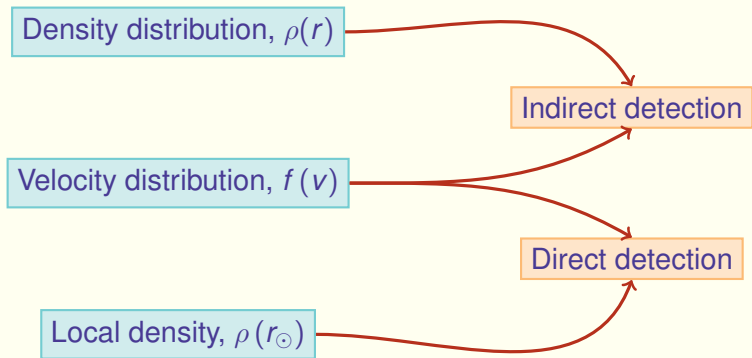 Density distribution, ρ(r)
Indirect detection
Velocity distribution, f (v)
Direct detection
Local density, ρ (r⊙)